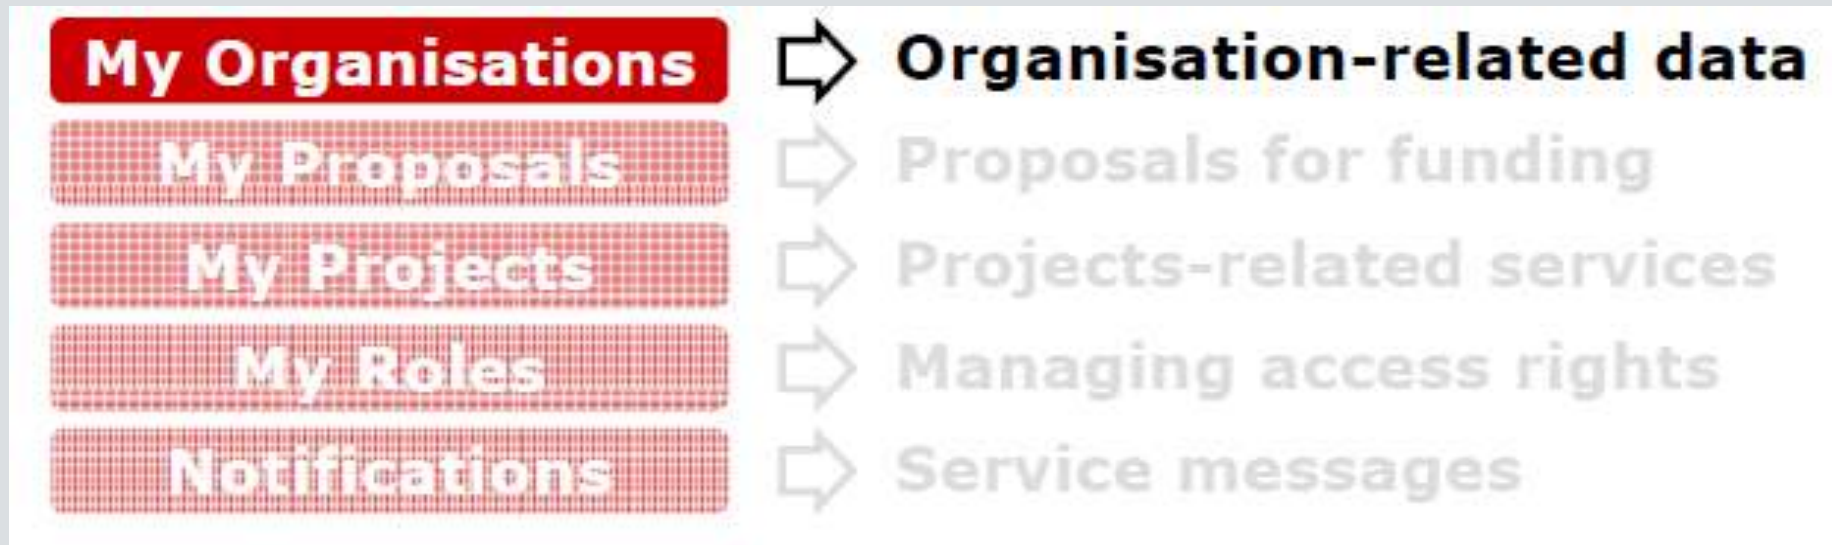 My Organisations Organisation-related data
My Proposals Proposals for funding
My Projects Projects-related services
My Roles Managing access rights
Notifications Service messages